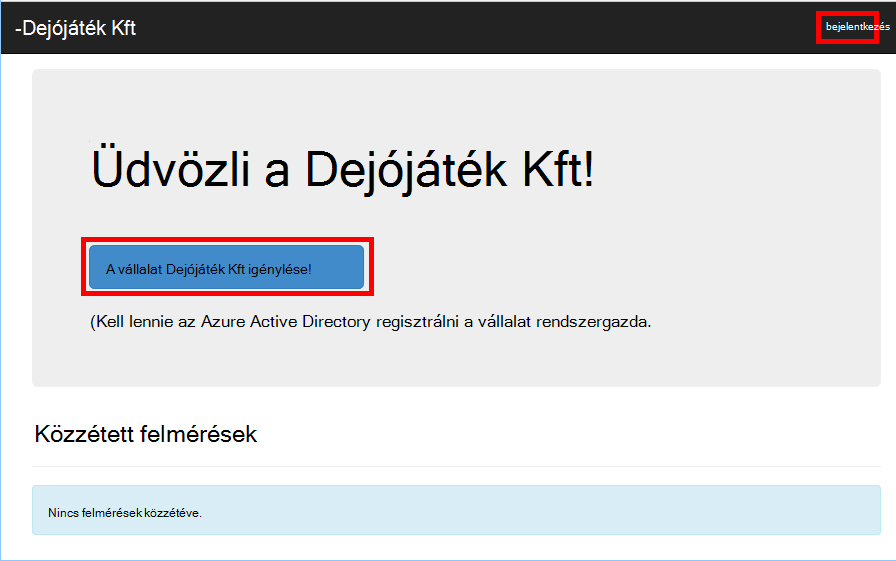 -Dejójáték Kft
bejelentkezés
Üdvözli a Dejójáték Kft!
A vállalat Dejójáték Kft igénylése!
(Kell lennie az Azure Active Directory regisztrálni a vállalat rendszergazda.
Közzétett felmérések
Nincs felmérések közzétéve.